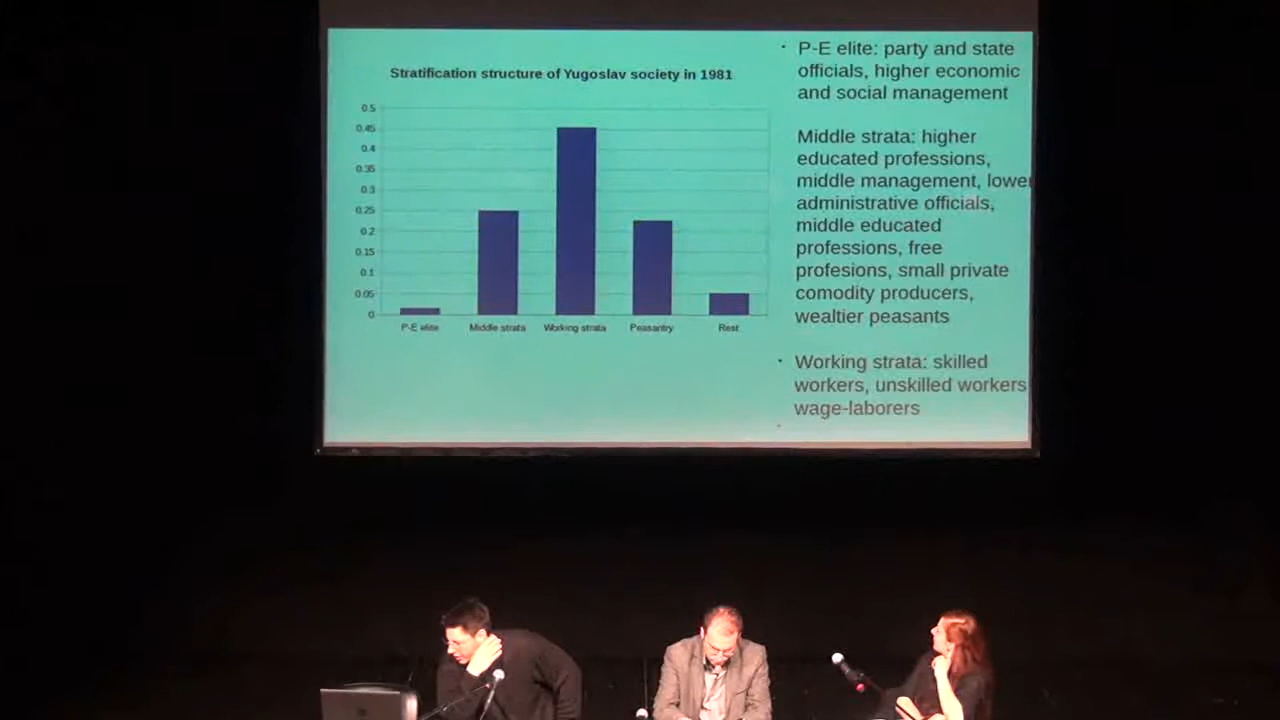 Stratification structure of Yugoslav society in 1981
0.5
0.45
0.4
0.35
0.3
0.25
0.2
0.15
0.1
0.05
0
P-E elite
Middle strata
Working strata
Peasantry
Rest
P-E elite: party and state
officials, higher economic
and social management
Middle strata: higher
educated professions,
middle management, lower
administrative officials,
middle educated
professions, free
profesions, small private
comodity producers,
wealtier peasants
Working strata: skilled
workers, unskilled workers
wage-laborers